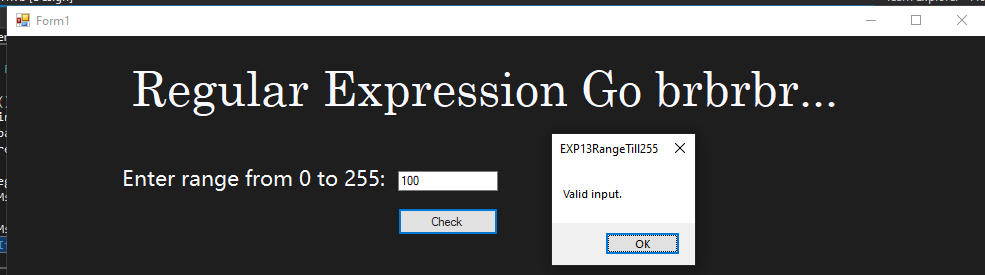 Form1
Regular Expression Go brbrbr...
EXP13RangeTill255
Enter range from 0 to 255:
100
Valid input.
Check
OK